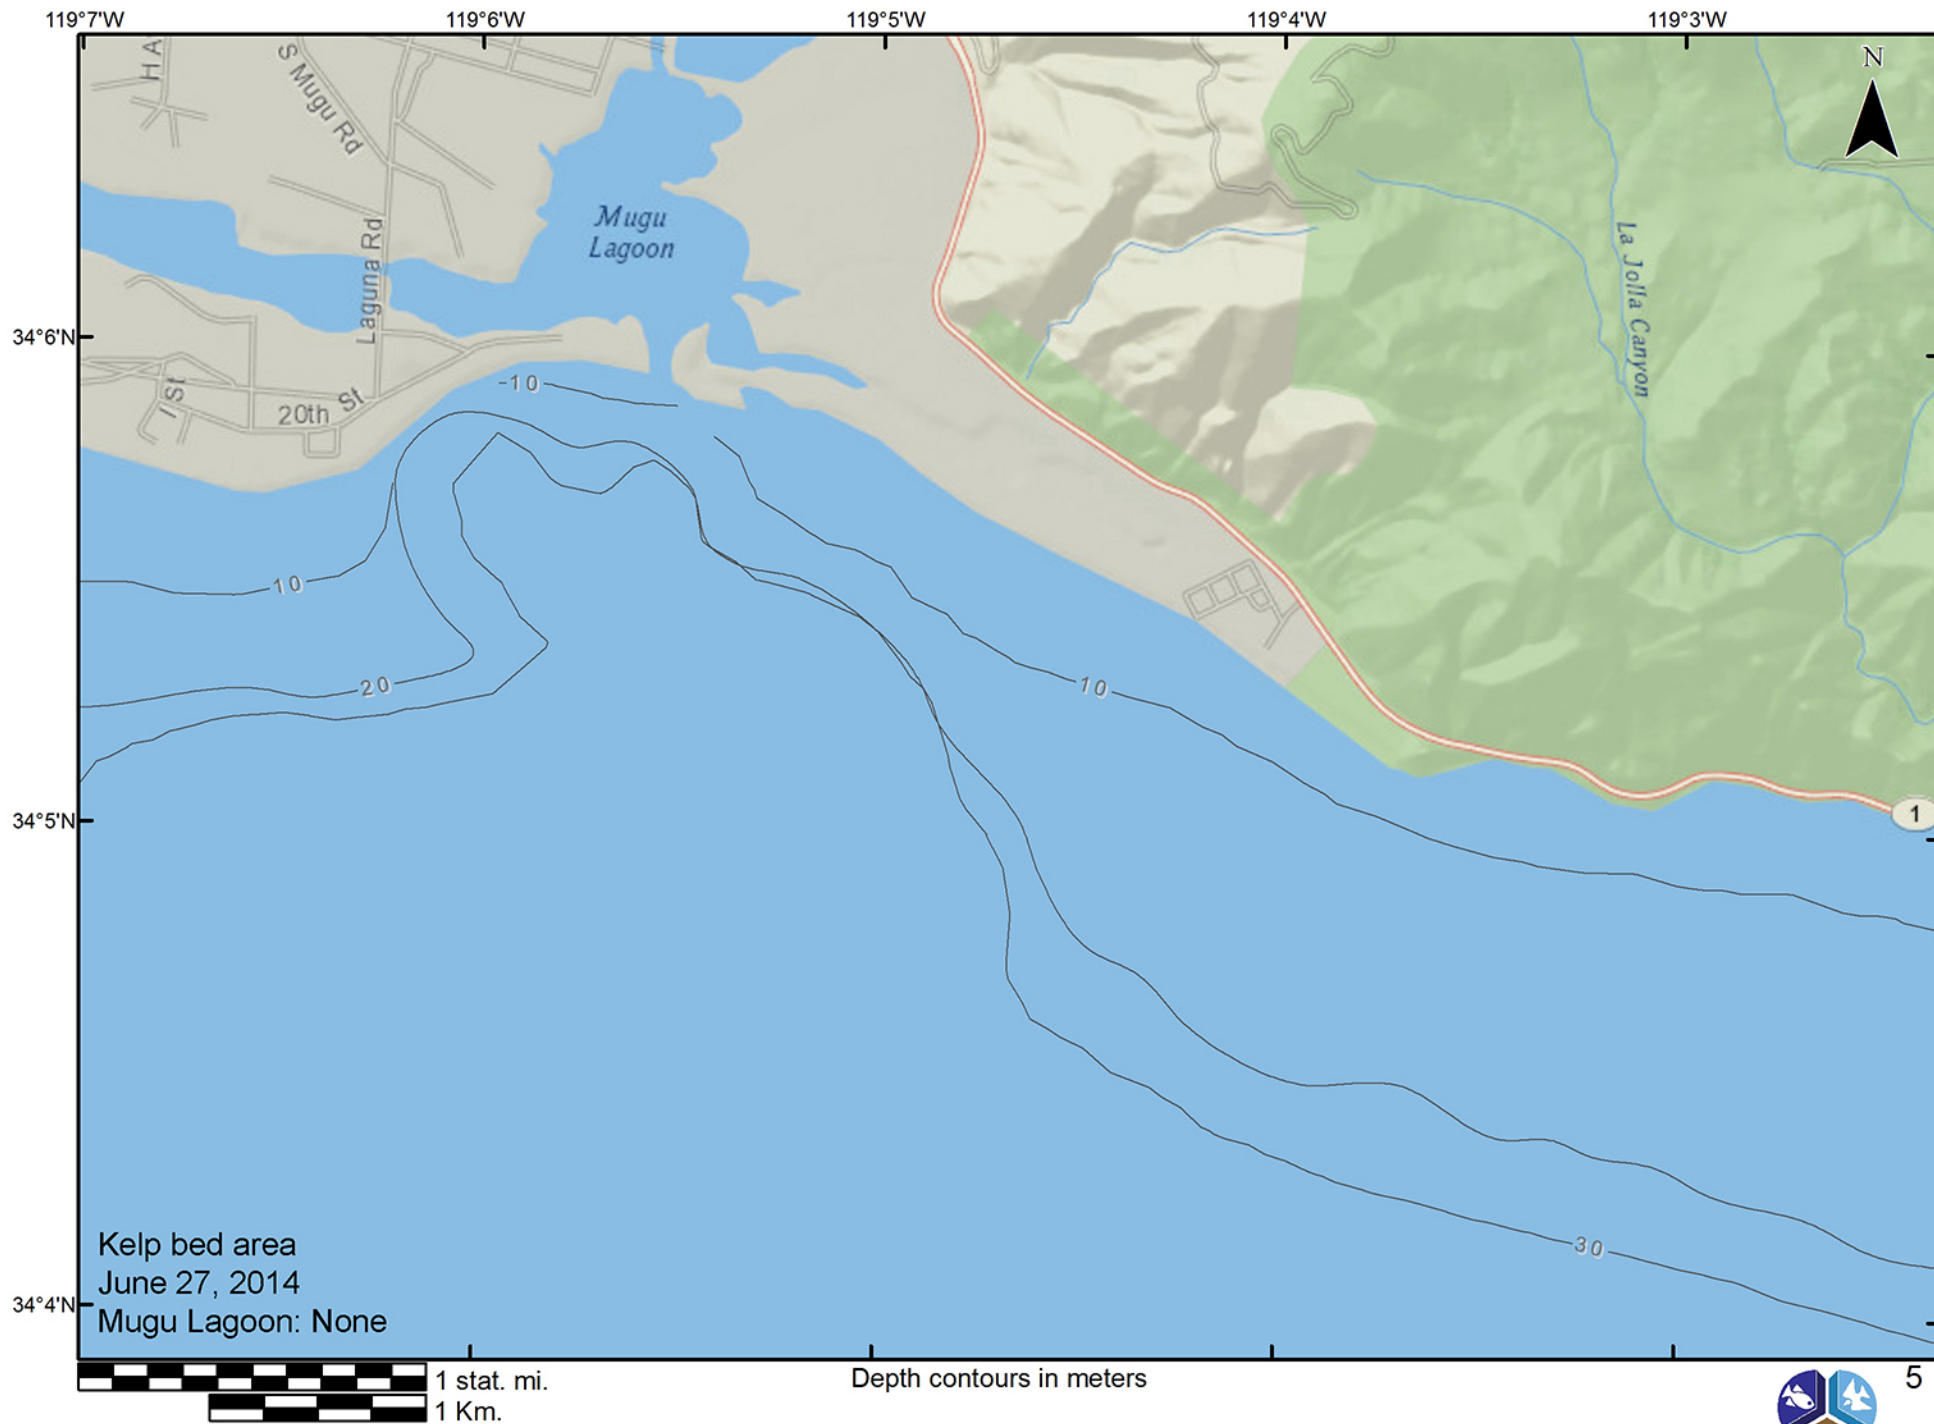 119°7'W 119°6'W 119°5'W 119°4'W 119°3'W
N
H A
S Mugu Rd
Mugu
Lagoon
Laguna Rd
La Jolla Canyon
34°6'N
-10
I St
20th St
10
20
10
34°5'N
1
30
Kelp bed area
June 27, 2014
34°4'N
Mugu Lagoon: None
1 stat. mi.
Depth contours in meters
5
1 Km.